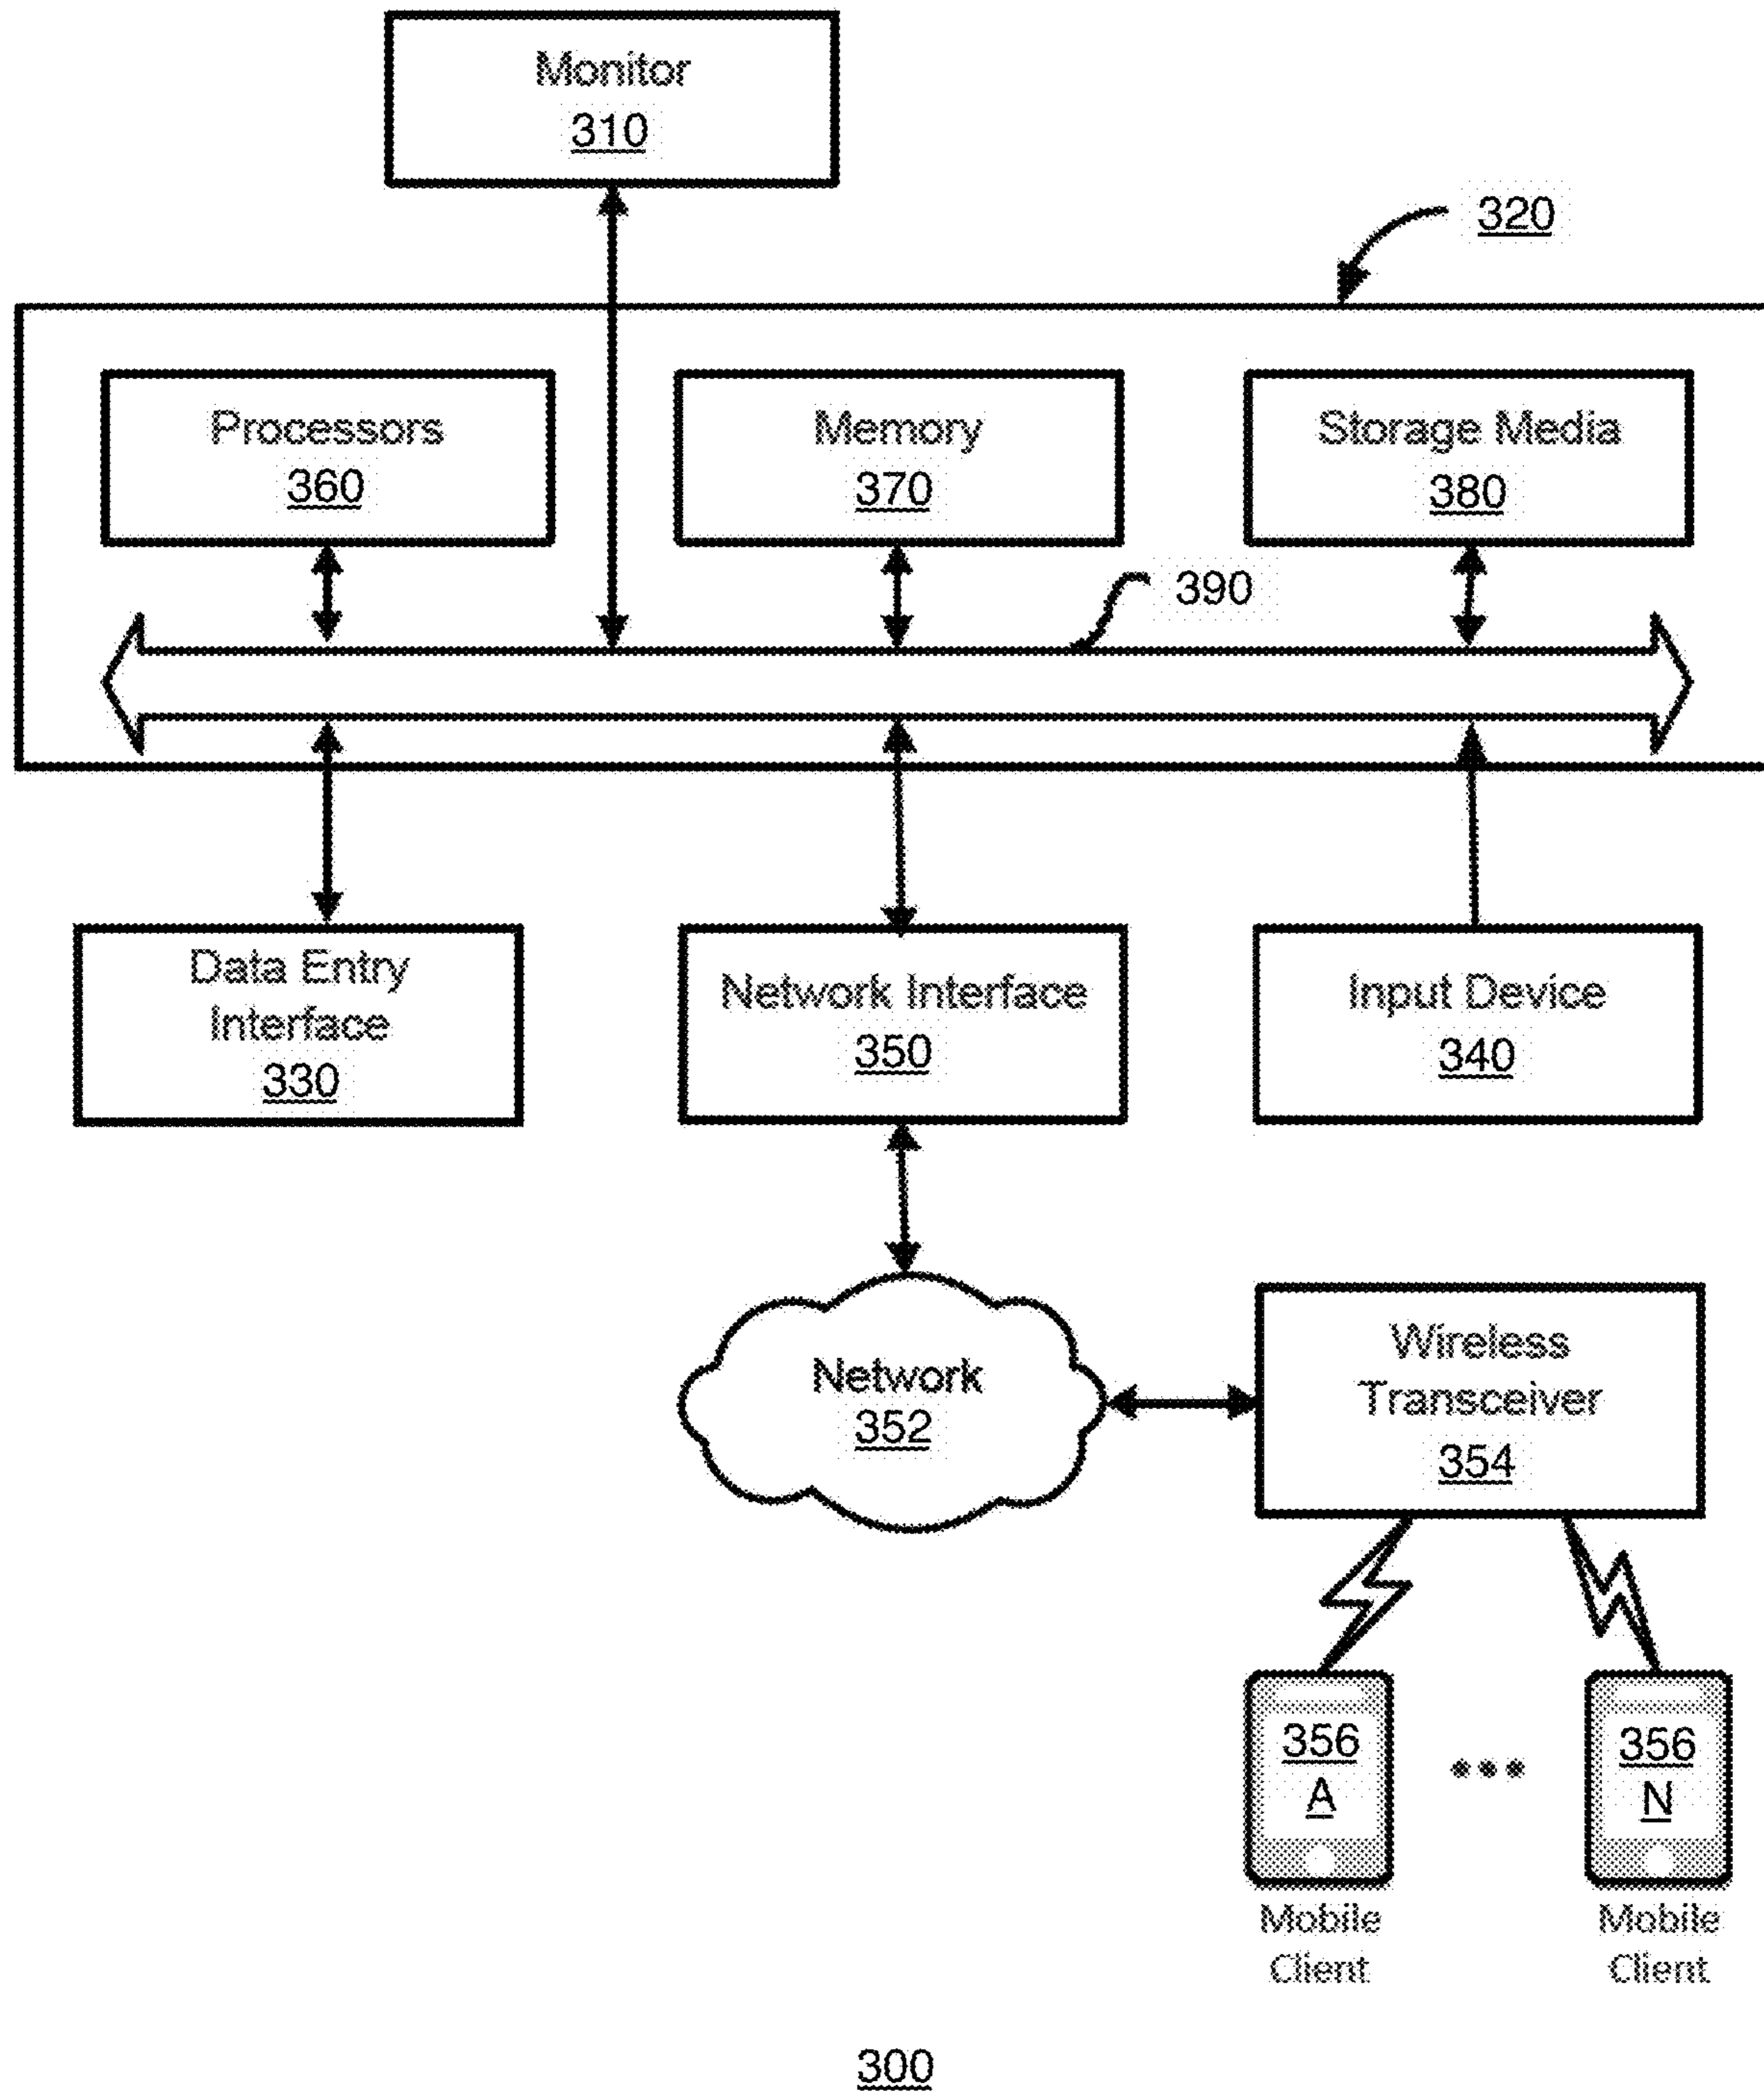 Monitor
310
320
Processors
360
Memory
370
Storage Media
380
390
Data Entry
Interface
330
Network Interface
350
Input Device
340
Network
352
Wireless
Transceiver
354
356
A
356
N
Mobile
Client
Mobile
Client
300